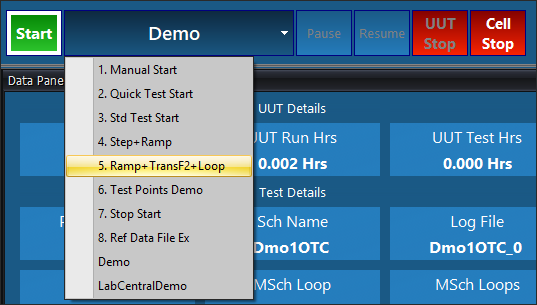 Start
Demo
Pause
Resume
UUT
Stop
Cell
Stop
Data Pane
1. Manual Start
2. Quick Test Start
3. Std Test Start
4. Step+Ramp
5. Ramp+TransF2+Loop
6. Test Points Demo
7. Stop Start
8. Ref Data File Ex
Demo
LabCentralDemo
UUT Details
UUT Run Hrs
0.002 Hrs
UUT Test Hrs
0.000 Hrs
Test Details
Sch Name
Dmo1OTC
Log File
Dmo1OTC_0
MSch Loop
MSch Loops